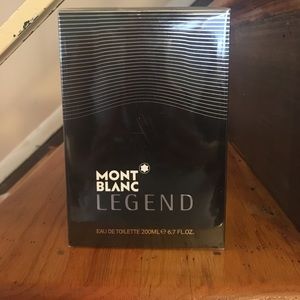 MONT
BLANC
LEGEND
EAU DE TOILETTE 200ML ℮ 6.7 FL.OZ.